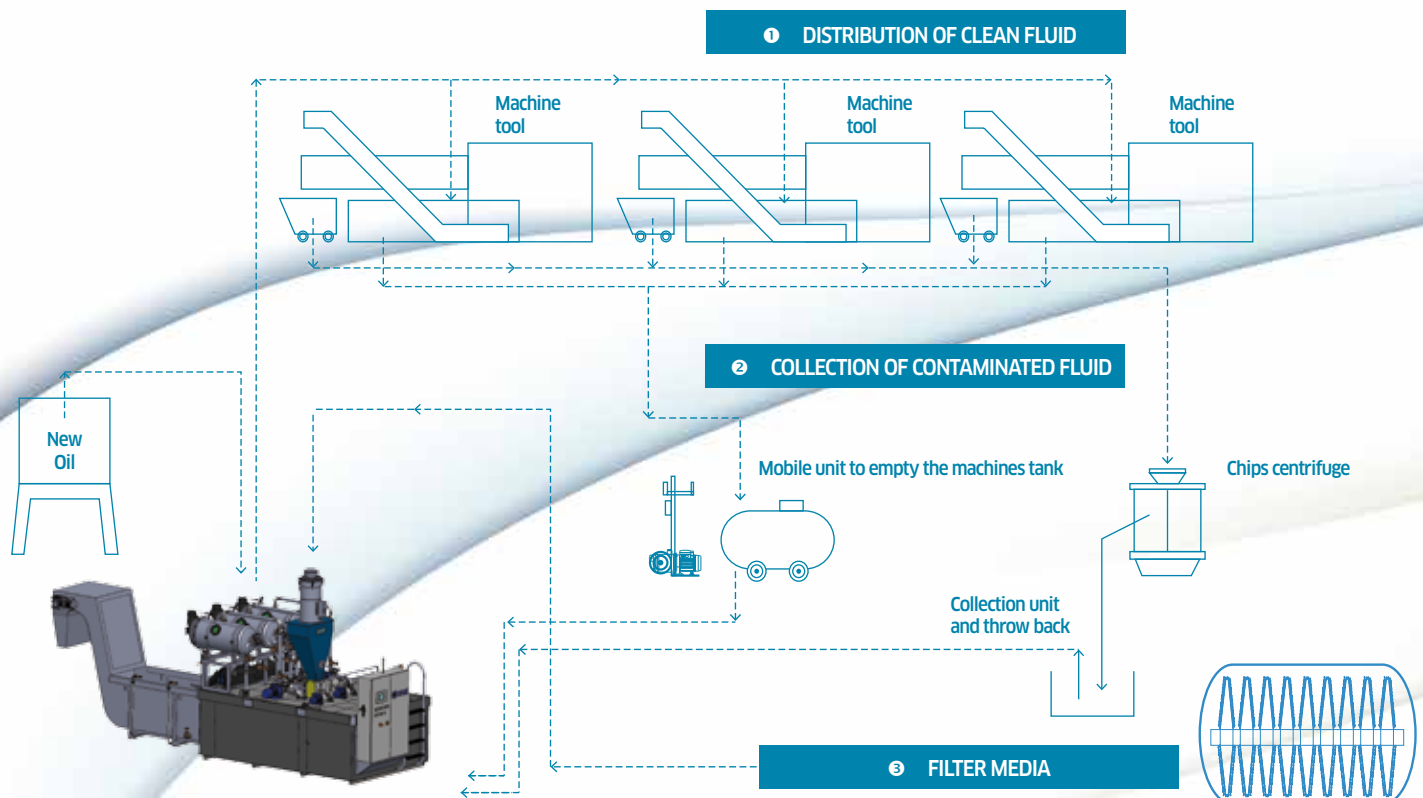 ❶ DISTRIBUTION OF CLEAN FLUID
Machine
tool
Machine
tool
Machine
tool
❷ COLLECTION OF CONTAMINATED FLUID
New
Oil
Mobile unit to empty the machines tank
Chips centrifuge
Collection unit
and throw back
❸ FILTER MEDIA